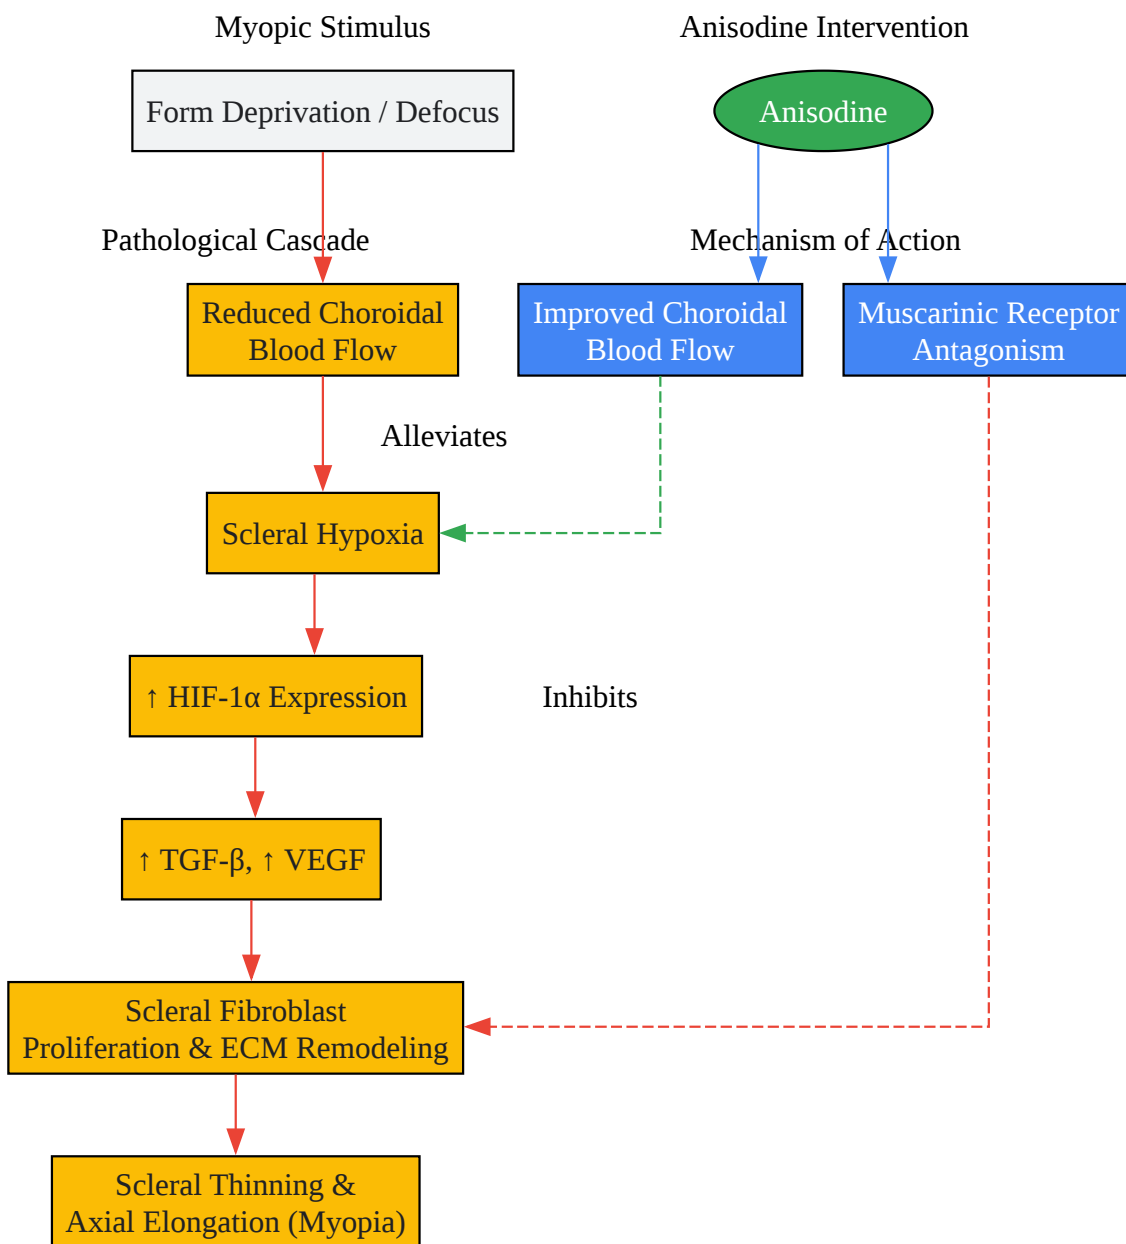 Myopic Stimulus
Anisodine Intervention
Form Deprivation / Defocus
Anisodine
Pathological Cascade
Mechanism of Action
Reduced Choroidal
Blood Flow
Improved Choroidal
Blood Flow
Muscarinic Receptor
Antagonism
Alleviates
Scleral Hypoxia
↑ HIF-1α Expression
Inhibits
↑ TGF-β, ↑ VEGF
Scleral Fibroblast
Proliferation & ECM Remodeling
Scleral Thinning &
Axial Elongation (Myopia)